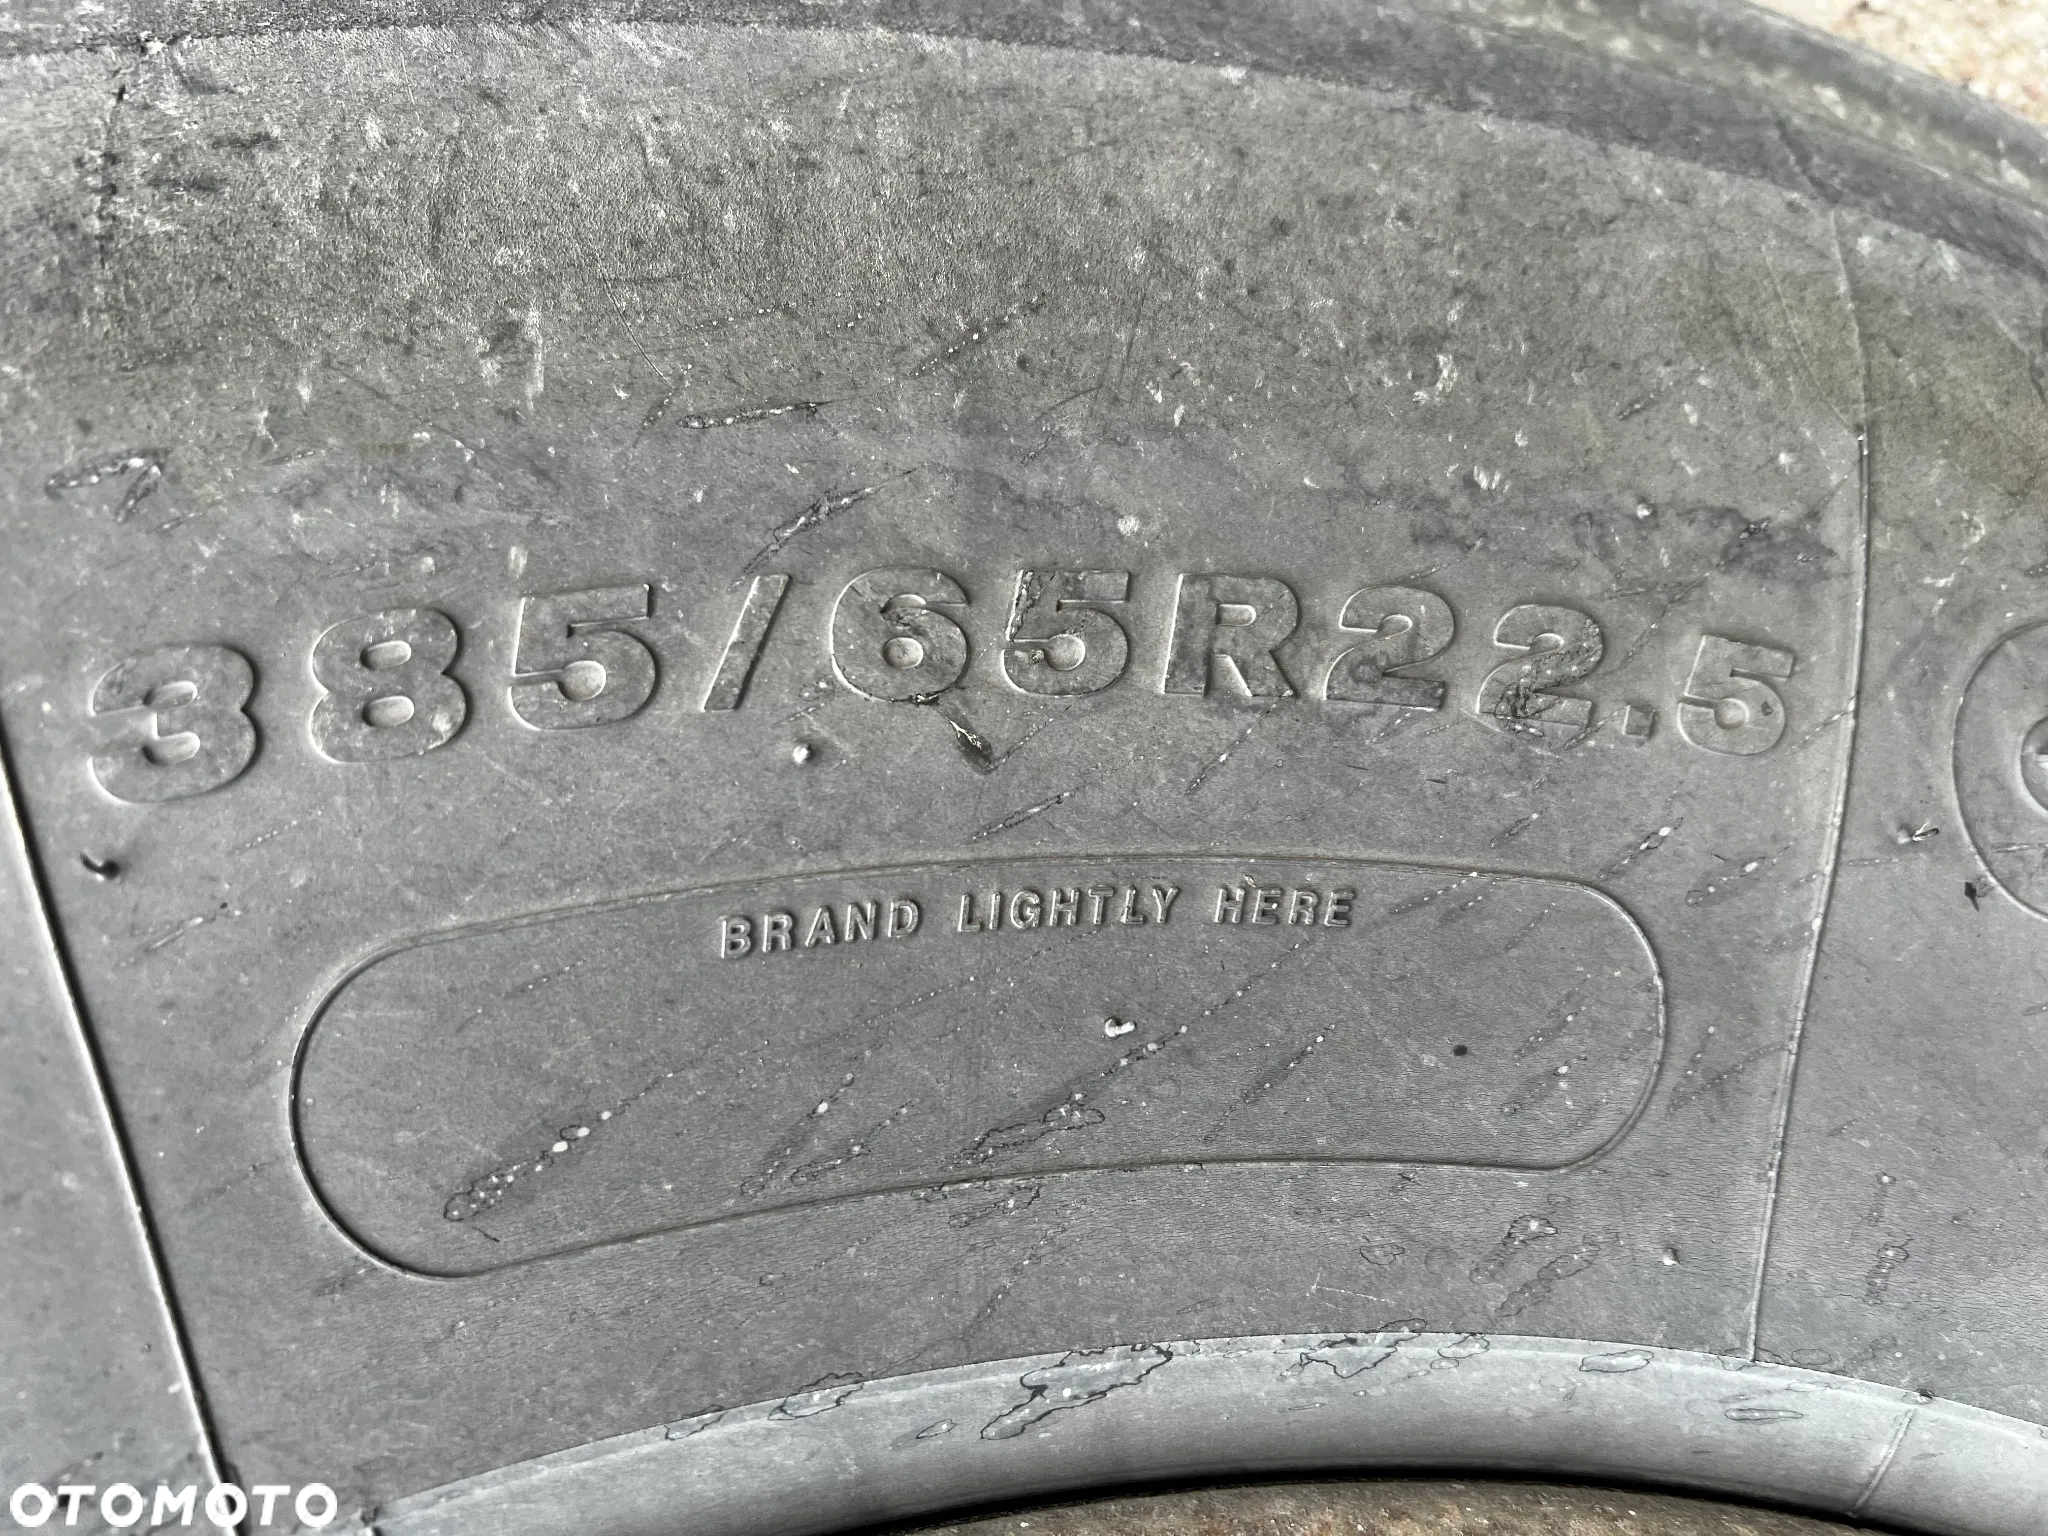 385/65R22.5
BRAND LIGHTLY HERE
OTOMOTO